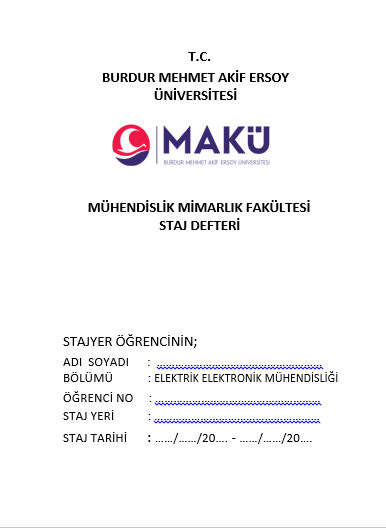 T.C.
BURDUR MEHMET AKİF ERSOY
ÜNİVERSİTESİ
MAKÜ
BURDUR MEHMET AKİF ERSOY ÜNİVERSİTESİ
MÜHENDİSLİK MİMARLIK FAKÜLTESİ
STAJ DEFTERİ
STAJYER ÖĞRENCİNİN;
ADI SOYADI : ................................................
BÖLÜMÜ : ELEKTRİK ELEKTRONİK MÜHENDİSLİĞİ
ÖĞRENCİ NO : ................................................
STAJ YERİ : ................................................
STAJ TARİHİ : ……/……/20…. - ……/……/20….